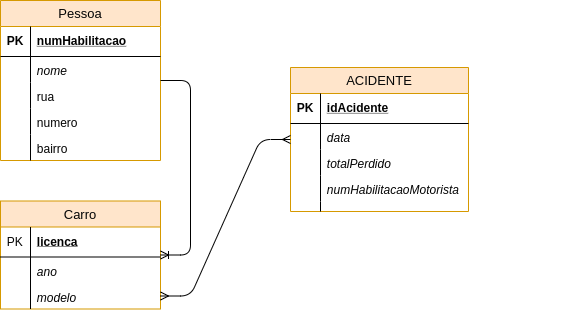 Pessoa
PK numHabilitacao
nome
rua
numero
bairro
ACIDENTE
PK idAcidente
data
totalPerdido
numHabilitacaoMotorista
Carro
PK licenca
ano
modelo